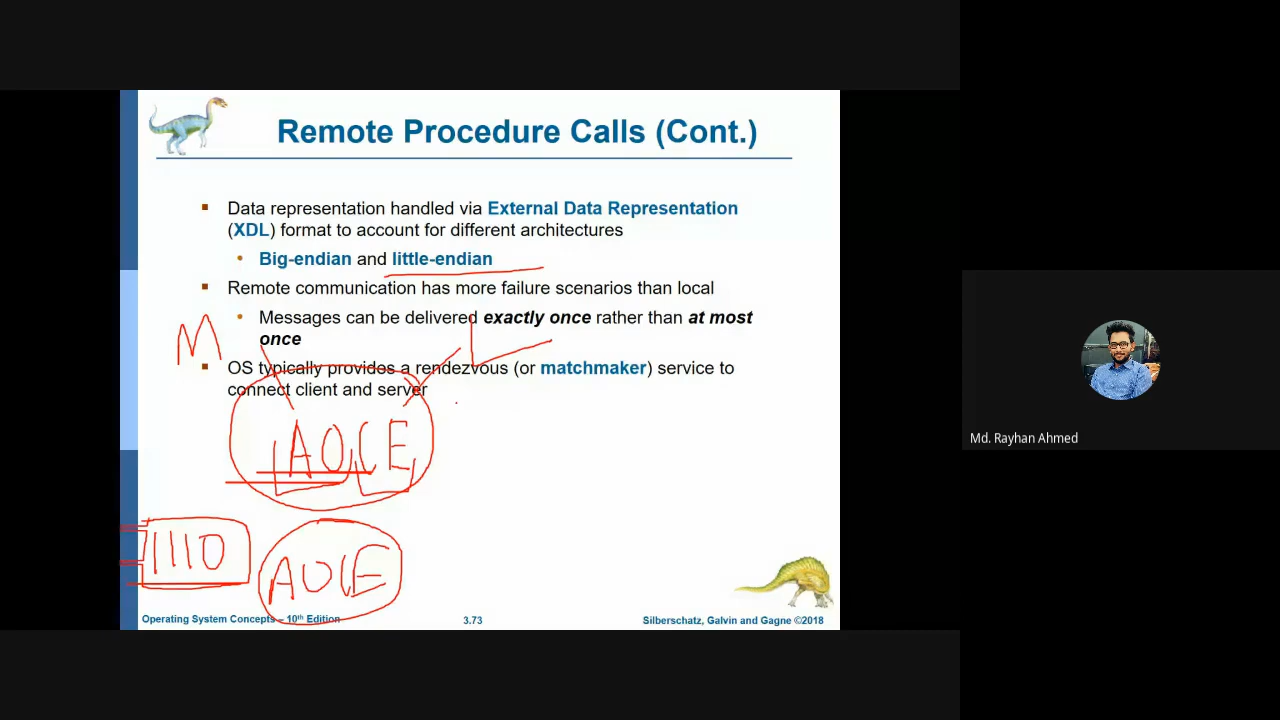 Remote Procedure Calls (Cont.)
Data representation handled via External Data Representation
(XDL) format to account for different architectures
Big-endian and little-endian
Remote communication has more failure scenarios than local
Messages can be delivered exactly once rather than at most
once
M
L
OS typically provides a rendezvous (or matchmaker) service to
connect client and server
A0CE
1110
Operating System Concepts – 10th Edition
3.73
Silberschatz, Galvin and Gagne ©2018
Md. Rayhan Ahmed